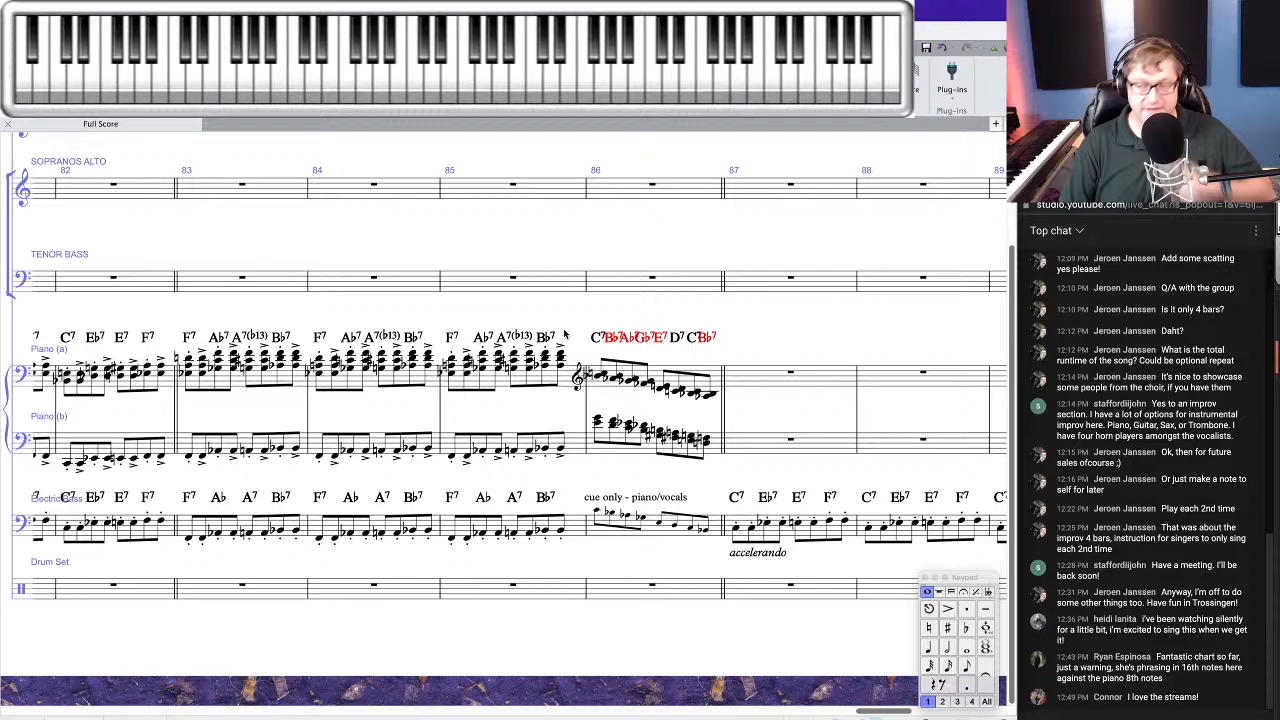 Plug-ins
Plug-ins
Full Score
SOPRANOS ALTO
82 83 84 85 86 87 88 89
TENOR BASS
C7 Eb7 E7 F7 F7 Ab7 A7(b13) Bb7 F7 Ab7 A7(b13) Bb7 F7 Ab7 A7(b13) Bb7 C7 Bb7 Ab7 Gb7 E7 D7 C7 Bb7
Piano (a)
Piano (b)
C7 Eb7 E7 F7 F7 Ab A7 Bb7 F7 Ab A7 Bb7 F7 Ab A7 Bb7 cue only - piano/vocals C7 Eb7 E7 F7 C7 Eb7 E7 F7
Electric Bass
accelerando
Drum Set
Keypad
1 2 3 4 All
studio.youtube.com/live_chat?is_popout=1&v=6Ij...
Top chat
12:09 PM Jeroen Janssen Add some scatting
yes please!
12:10 PM Jeroen Janssen Q/A with the group
12:10 PM Jeroen Janssen Is it only 4 bars?
12:12 PM Jeroen Janssen Daht?
12:12 PM Jeroen Janssen What is the total
runtime of the song? Could be optional repeat
12:14 PM Jeroen Janssen It's nice to showcase
some people from the choir, if you have them
S
12:14 PM staffordiijohn Yes to an improv
section. I have a lot of options for instrumental
improv here. Piano, Guitar, Sax, or Trombone. I
have four horn players amongst the vocalists.
12:15 PM Jeroen Janssen Ok, then for future
sales ofcourse ;)
12:16 PM Jeroen Janssen Or just make a note to
self for later
12:22 PM Jeroen Janssen Play each 2nd time
12:25 PM Jeroen Janssen That was about the
improv 4 bars, instruction for singers to only sing
each 2nd time
S
12:28 PM staffordiijohn Have a meeting. I'll be
back soon!
12:31 PM Jeroen Janssen Anyway, I'm off to do
some other things too. Have fun in Trossingen!
12:36 PM heidi lanita i've been watching silently
for a little bit, i'm excited to sing this when we get
it!
12:43 PM Ryan Espinosa Fantastic chart so far,
just a warning, she's phrasing in 16th notes here
against the piano 8th notes
12:49 PM Connor I love the streams!